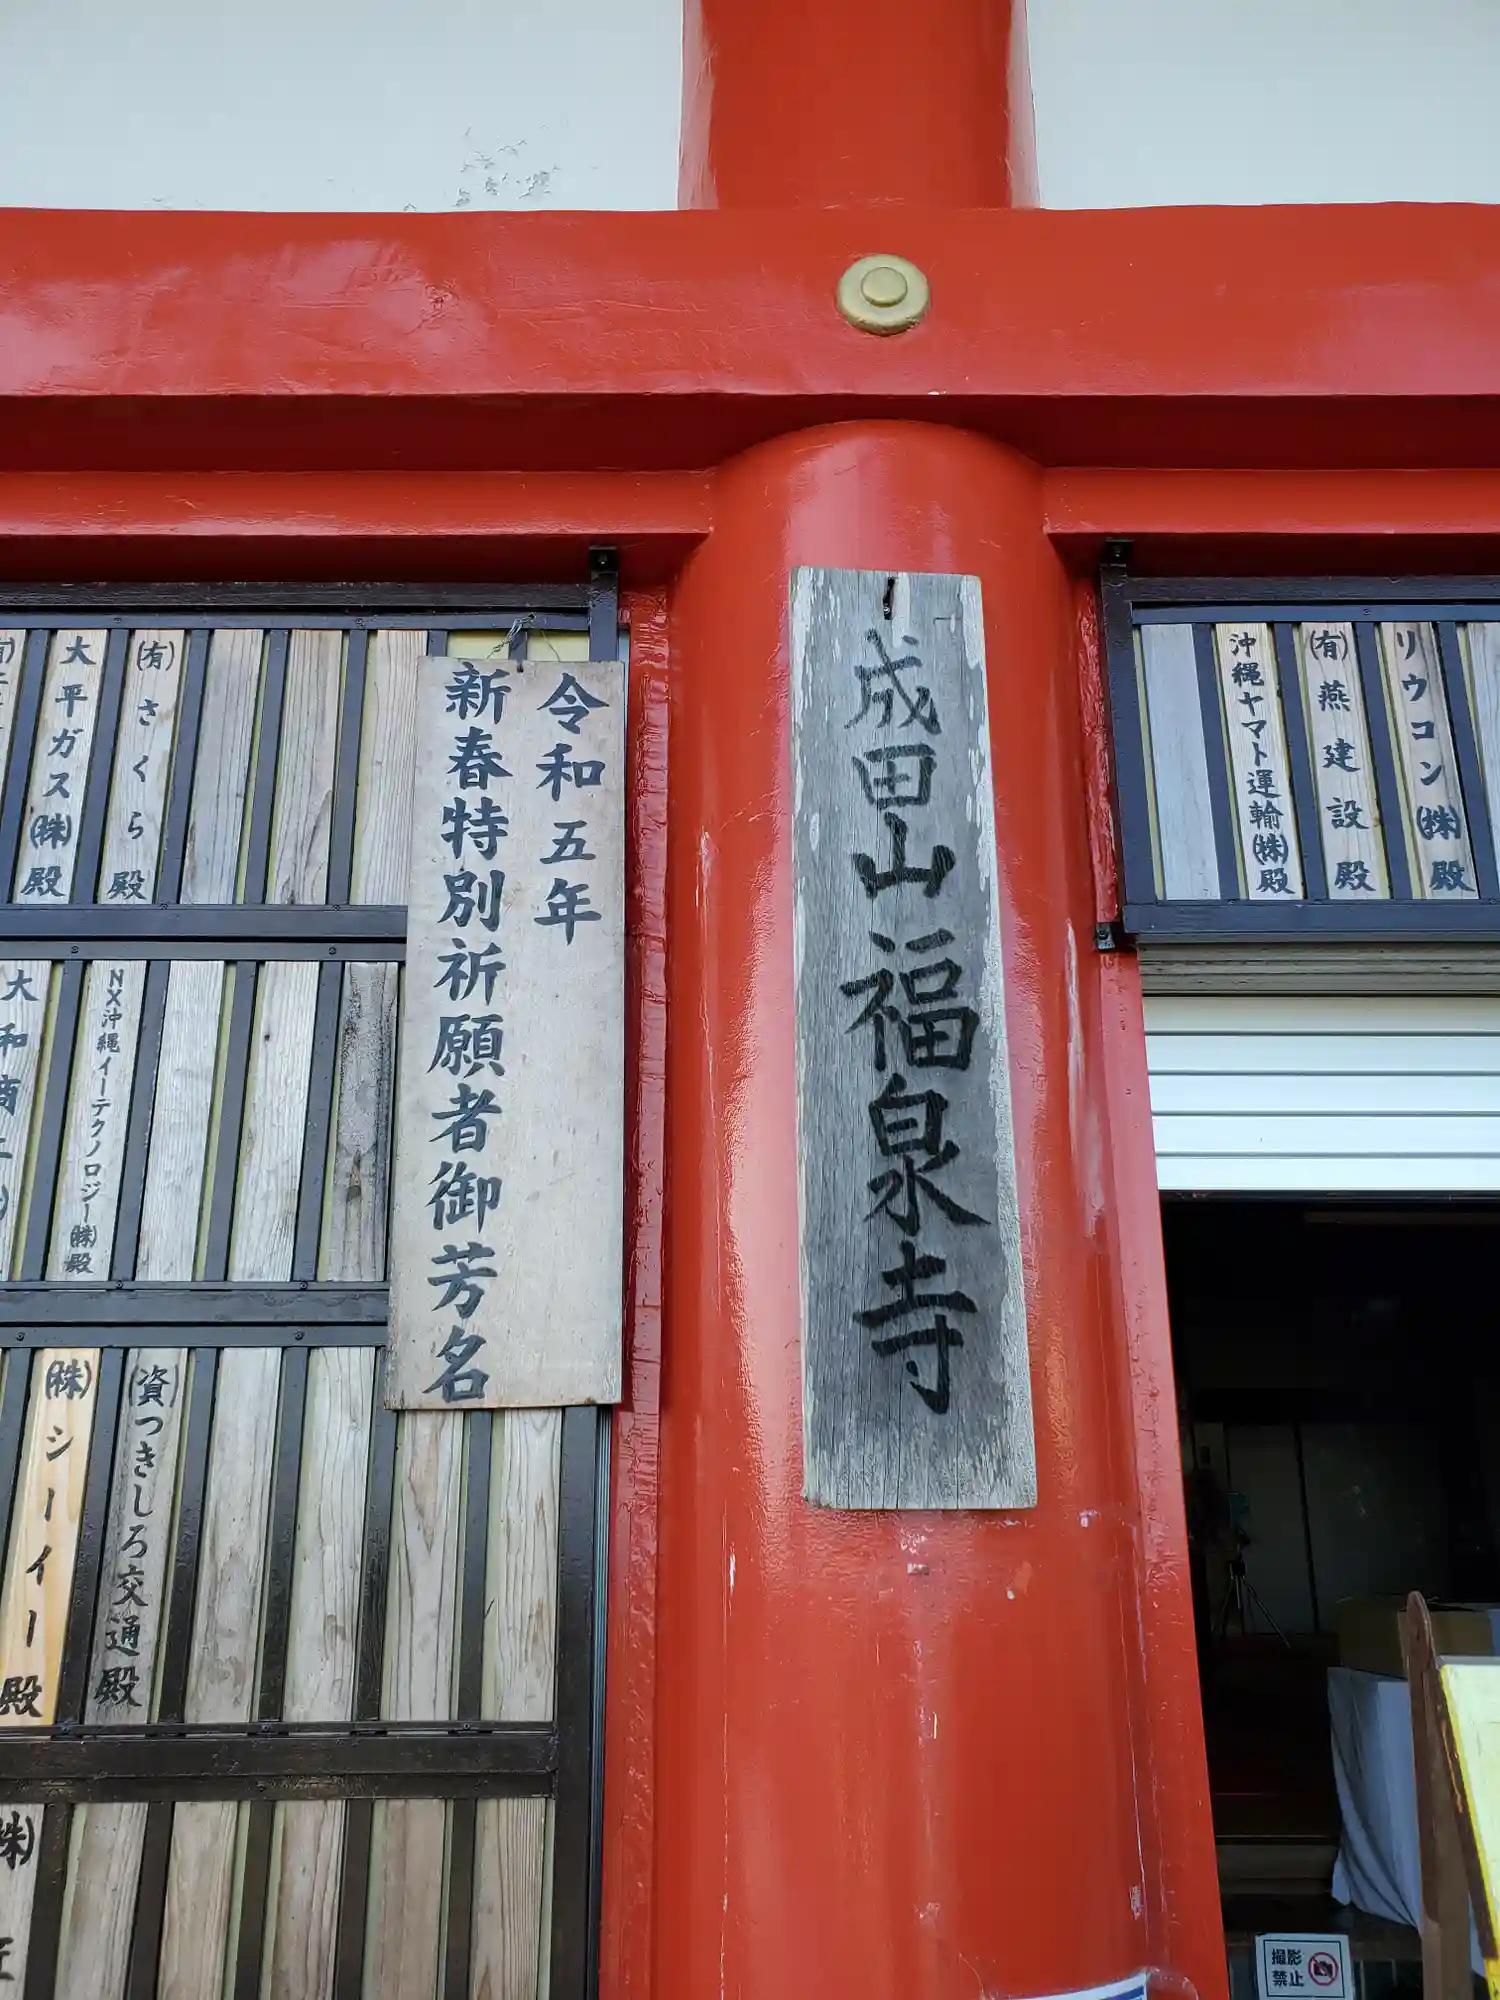 成田山福泉寺
令和五年
新春特別祈願者御芳名
(有)さくら殿
大平ガス(株)殿
NX沖縄イーテクノロジー(株)殿
大和商
(資)つきしろ交通殿
(株)シーイー殿
リウコン(株)殿
(有)燕建設殿
沖縄ヤマト運輸(株)殿
撮影
禁止